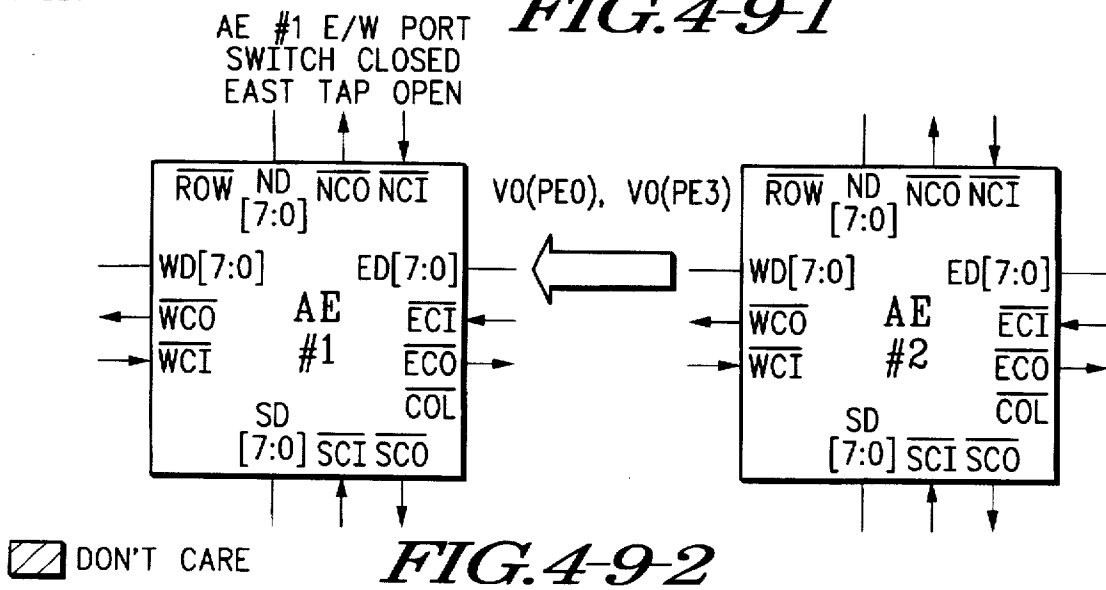 FIG.4-9-1
AE #1 E/W PORT
SWITCH CLOSED
EAST TAP OPEN
ROW ND NCO NCI
[7:0]
WD[7:0] ED[7:0]
WCO AE ECI
WCI #1 ECO
COL
SD
[7:0] SCI SCO
V0(PE0), V0(PE3)
ROW ND NCO NCI
[7:0]
WD[7:0] ED[7:0]
WCO AE ECI
WCI #2 ECO
COL
SD
[7:0] SCI SCO
DON'T CARE
FIG.4-9-2